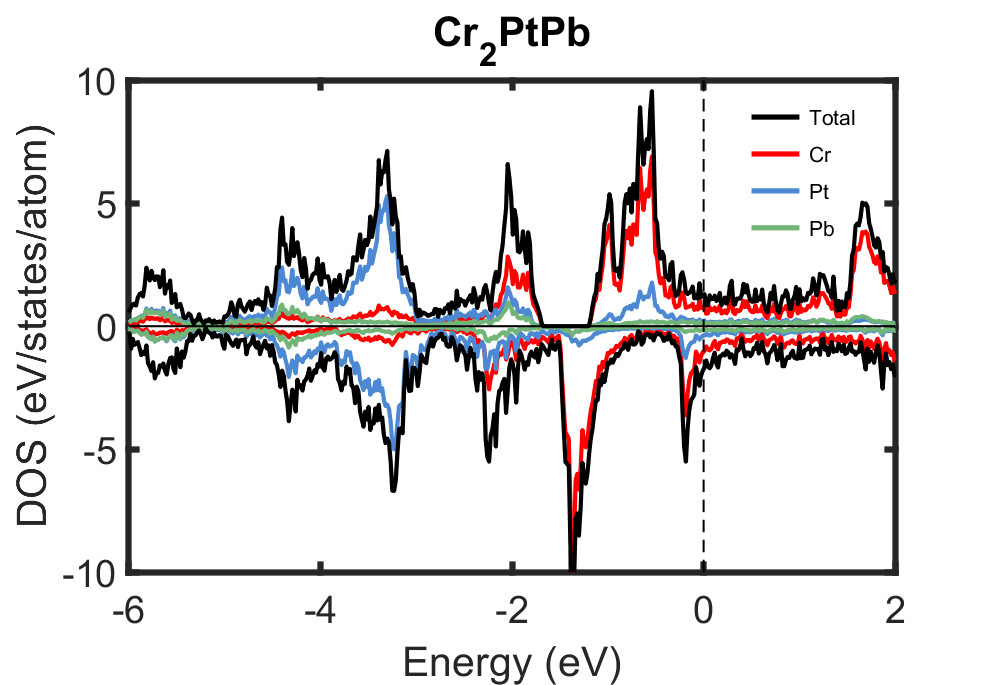 Cr2PtPb
10
5
0
0
-5
-10
DOS (eV/states/atom)
-6
-4
-2
0
2
Energy (eV)
Total
Cr
Pt
Pb